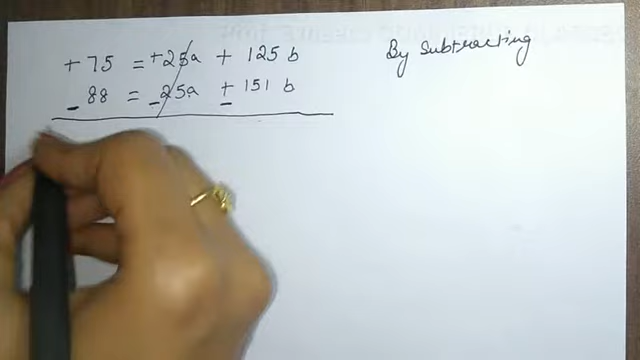 + 75 = +25a + 125 b
- 88 = -25a ± 151 b
By Subtracting